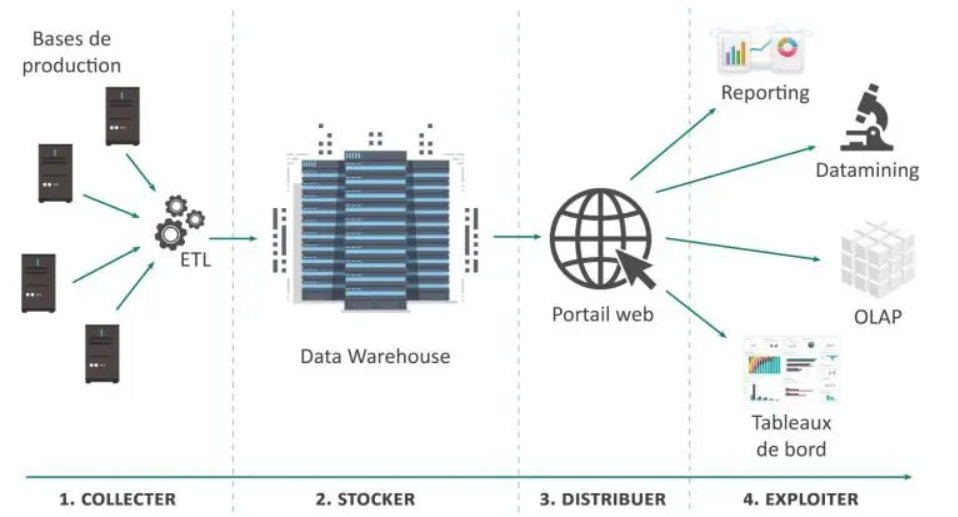 Bases de
production
ETL
Data Warehouse
Portail web
Reporting
Datamining
OLAP
Tableaux
de bord
1. COLLECTER
2. STOCKER
3. DISTRIBUER
4. EXPLOITER